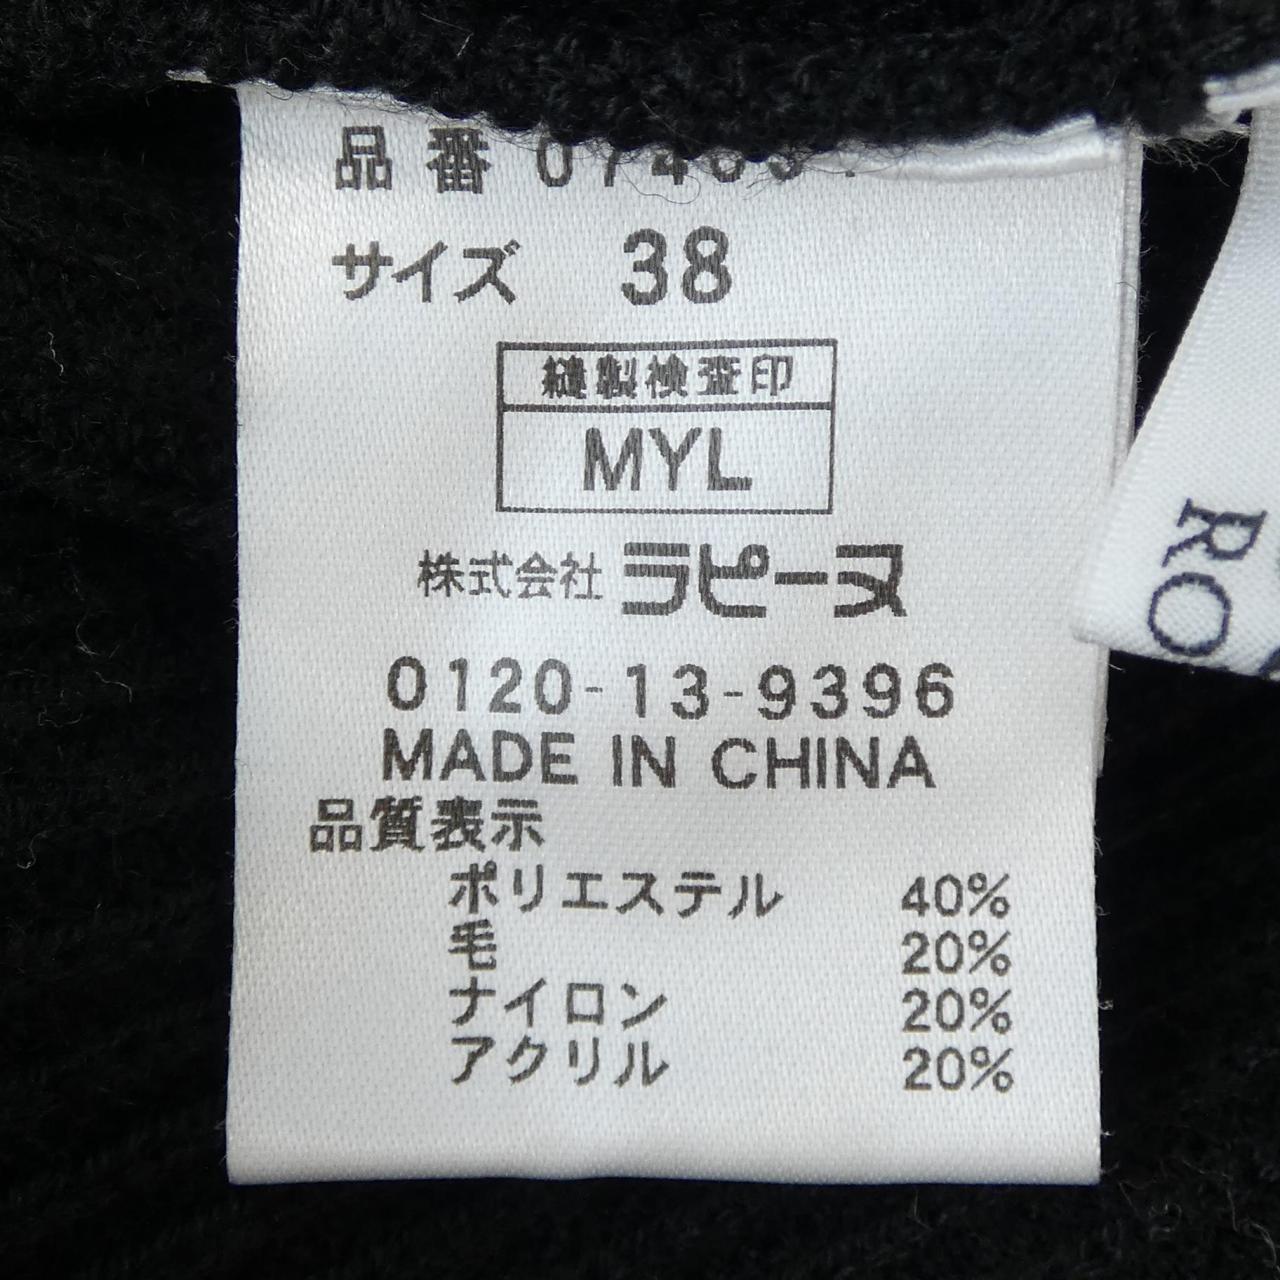 品番
サイズ 38
縫製検査印
MYL
株式会社 ラピーヌ
0120-13-9396
MADE IN CHINA
品質表示
ポリエステル 40%
毛 20%
ナイロン 20%
アクリル 20%
RO